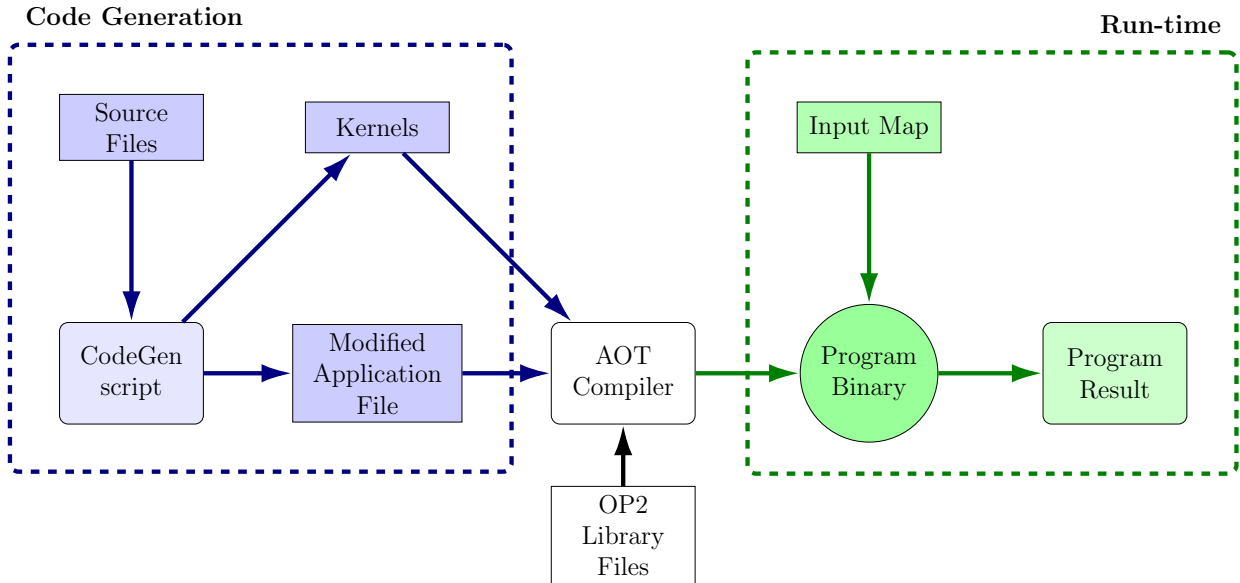 Code Generation
Run-time
Source
Files
Kernels
Input Map
CodeGen
script
Modified
Application
File
AOT
Compiler
Program
Binary
Program
Result
OP2
Library
Files